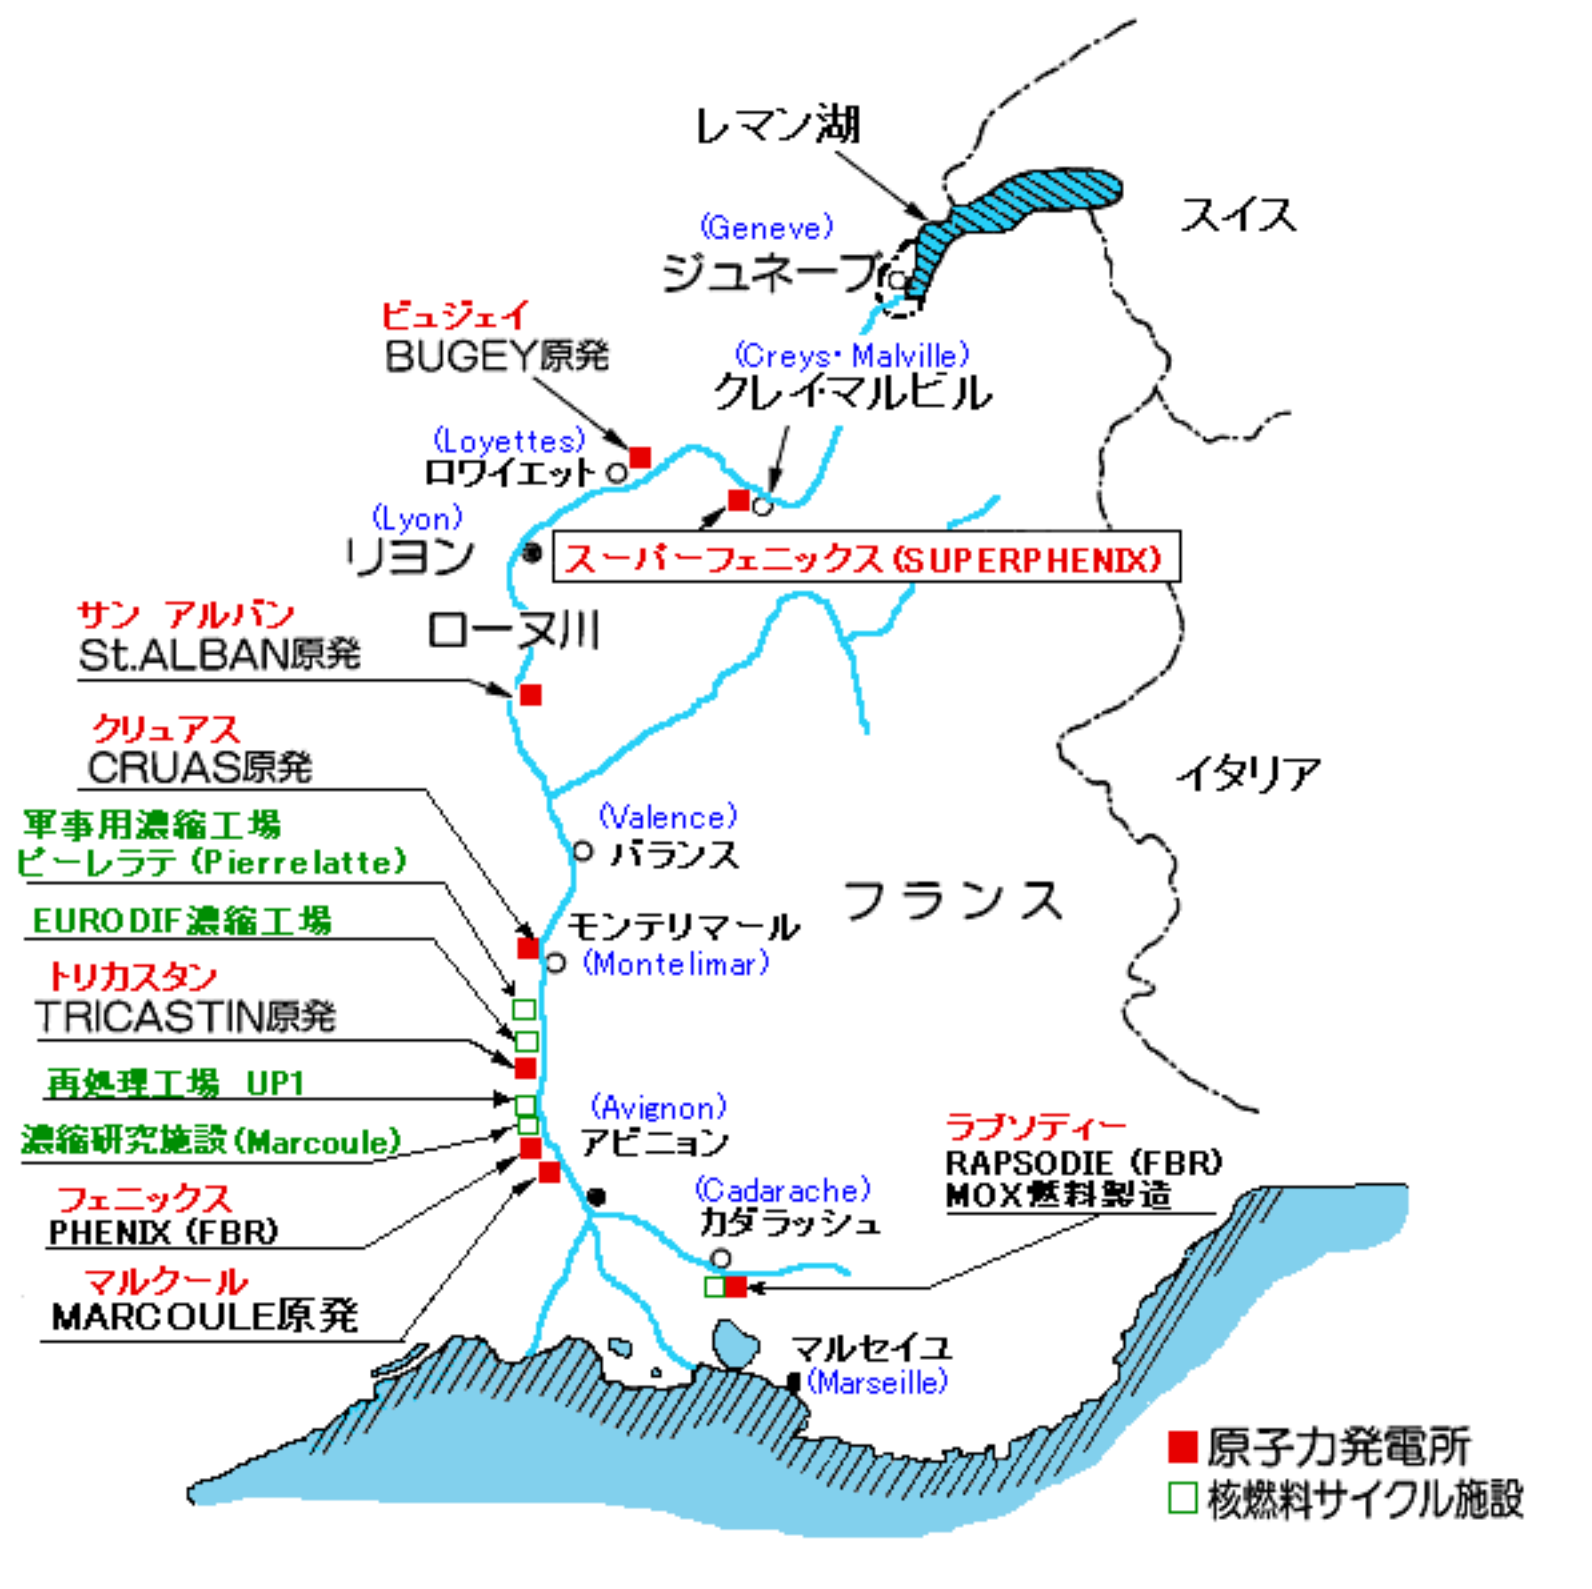 レマン湖
スイス
(Geneve)
ジュネーブ
ビュジェイ
BUGEY原発
(Creys・Malville)
クレイ・マルビル
(Loyettes)
ロワイエット
(Lyon)
リヨン
スーパーフェニックス(SUPERPHENIX)
サン アルバン
St.ALBAN原発
ローヌ川
クリュアス
CRUAS原発
イタリア
軍事用濃縮工場
ピーレラテ(Pierrelatte)
(Valence)
バランス
フランス
EURODIF濃縮工場
モンテリマール
(Montelimar)
トリカスタン
TRICASTIN原発
再処理工場 UP1
(Avignon)
アビニョン
濃縮研究施設(Marcoule)
ラプソティー
RAPSODIE (FBR)
MOX燃料製造
フェニックス
PHENIX (FBR)
(Cadarache)
カダラッシュ
マルクール
MARCOULE原発
マルセイユ
(Marseille)
原子力発電所
核燃料サイクル施設